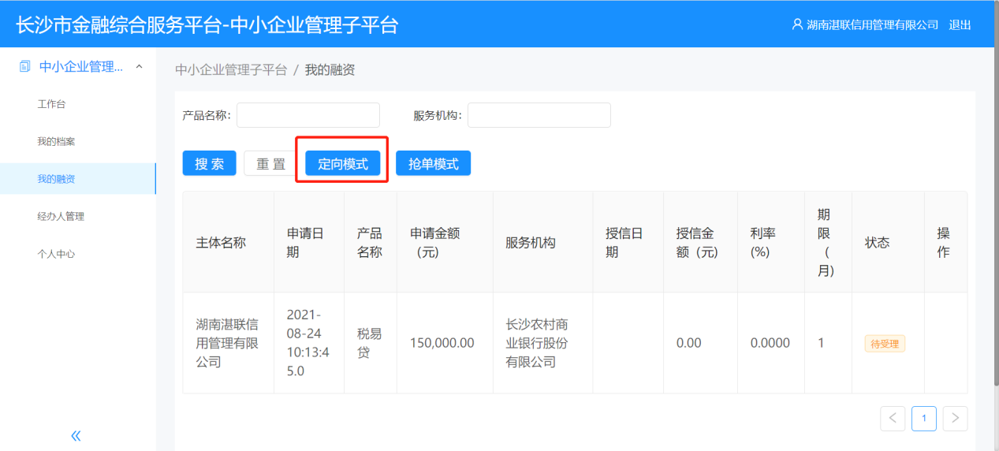 长沙市金融综合服务平台-中小企业管理子平台
湖南湛联信用管理有限公司 退出
中小企业管理...
工作台
我的档案
我的融资
经办人管理
个人中心
中小企业管理子平台 / 我的融资
产品名称: 服务机构:
搜 索 重 置 定向模式 抢单模式
主体名称
申请日
期
产品
名称
申请金额
(元)
服务机构
授信日
期
授信金
额（元)
利率
(%)
期
限
(
月)
状态
操
作
湖南湛联信
用管理有限
公司
2021-
08-24
10:13:4
5.0
税易
贷
150,000.00
长沙农村商
业银行股份
有限公司
0.00
0.0000
1
待受理
1